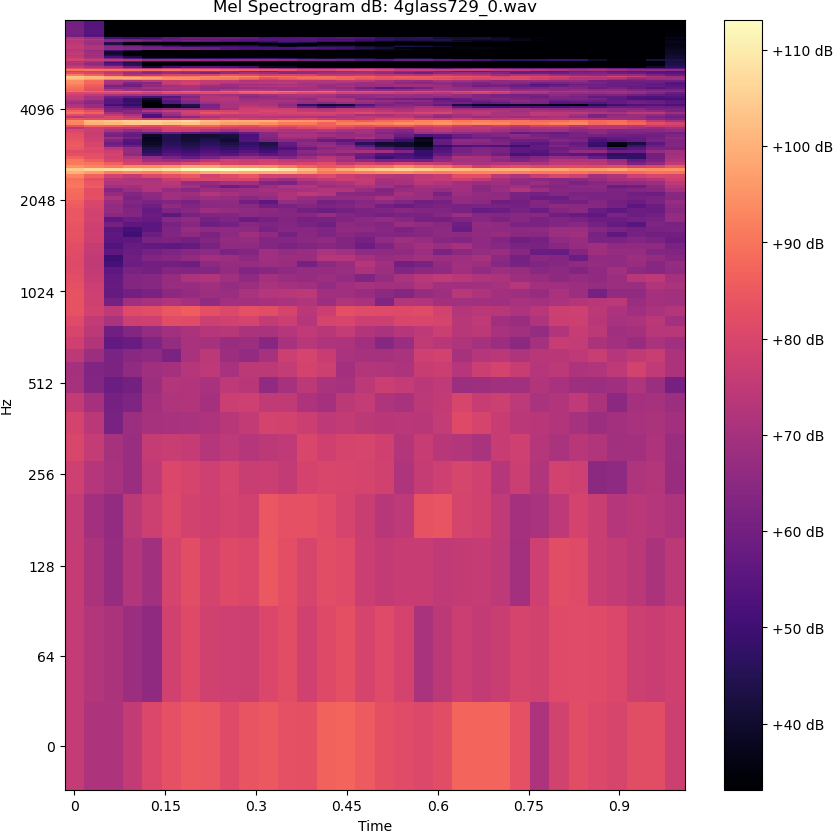 Mel Spectrogram dB: 4glass729_0.wav
+110 dB
4096
+100 dB
2048
+90 dB
1024
+80 dB
512
Hz
+70 dB
256
+60 dB
128
+50 dB
64
+40 dB
0
0 0.15 0.3 0.45 0.6 0.75 0.9
Time